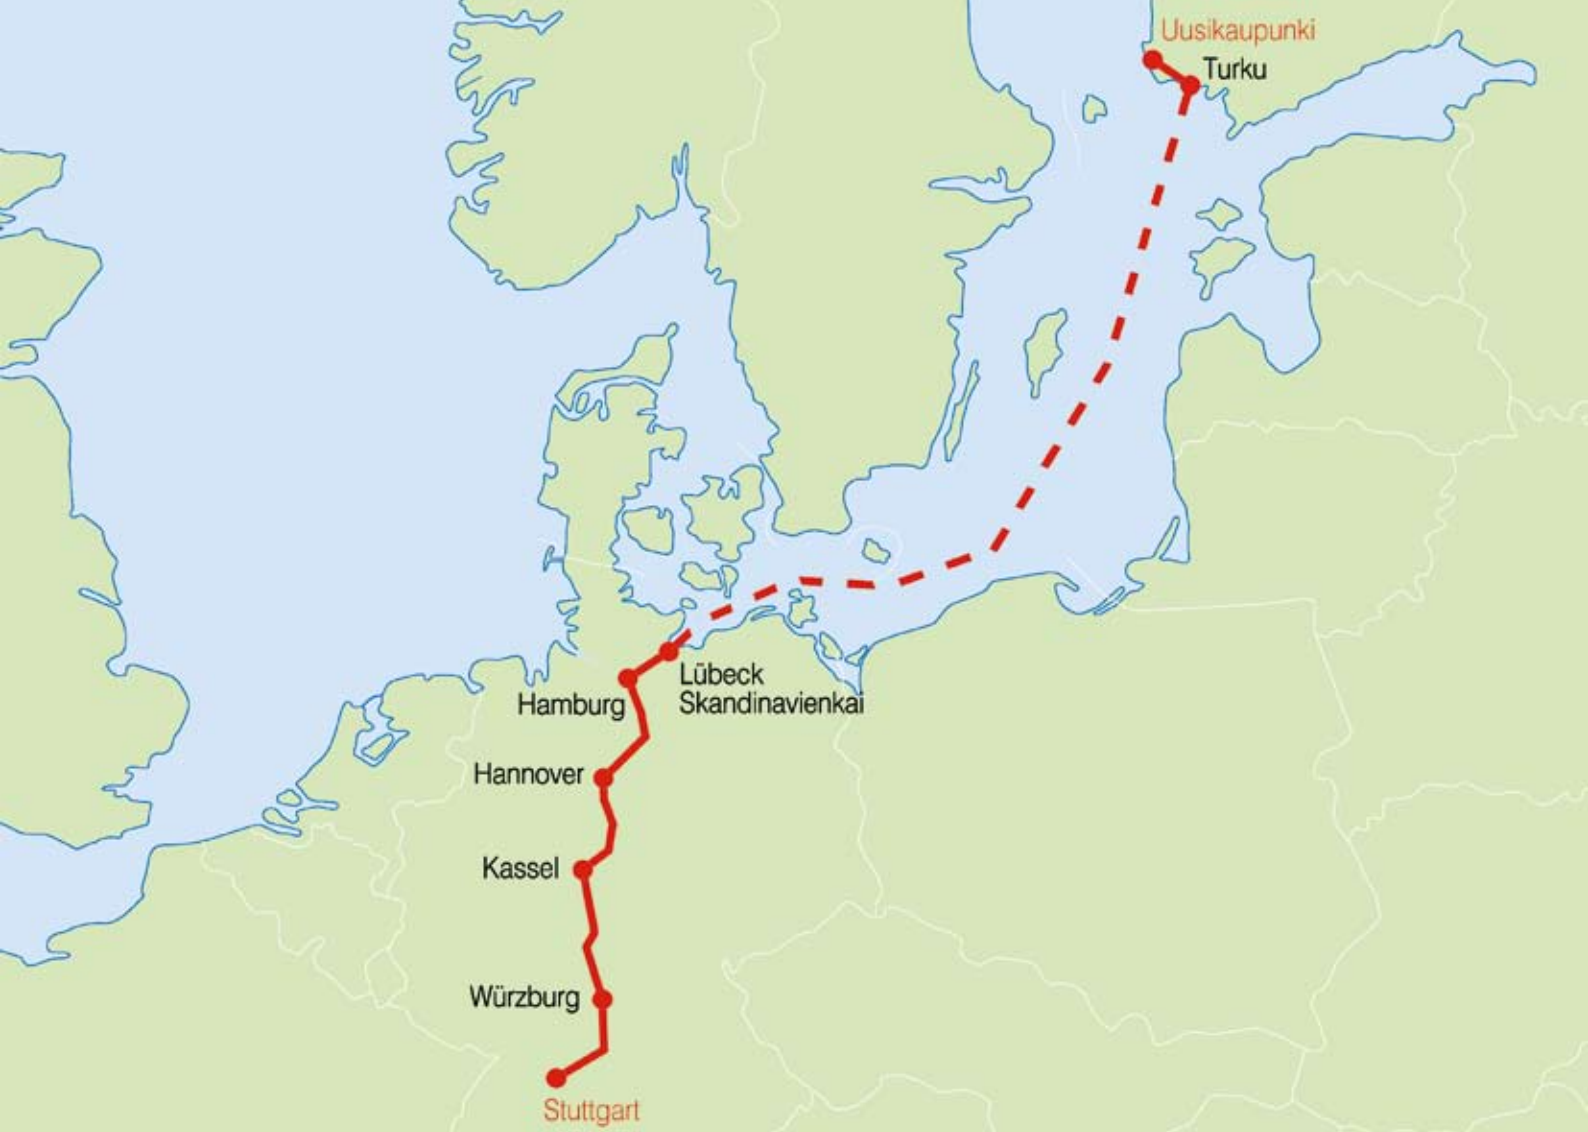 Uusikaupunki
Turku
Lübeck
Skandinavienkai
Hamburg
Hannover
Kassel
Würzburg
Stuttgart